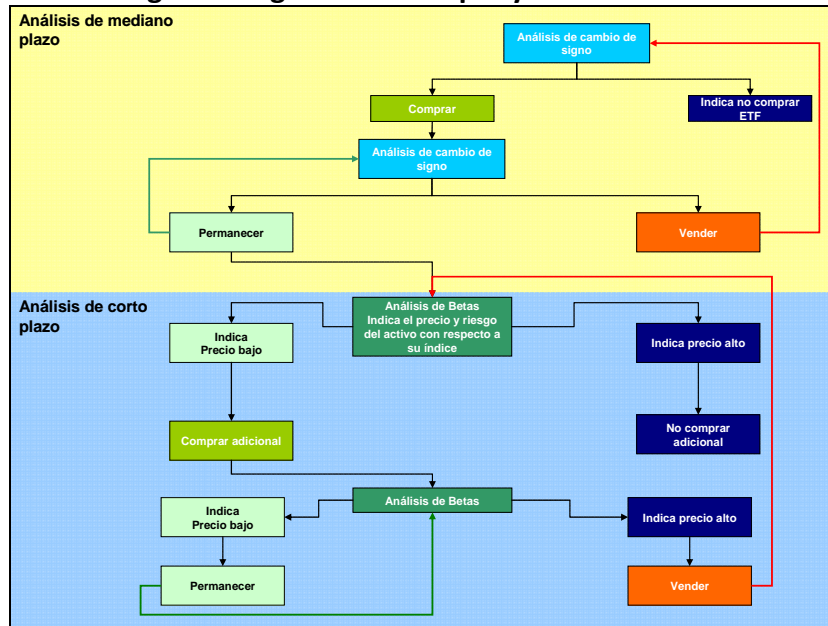 Análisis de mediano
plazo
Análisis de cambio de
signo
Comprar
Indica no comprar
ETF
Análisis de cambio de
signo
Permanecer
Vender
Análisis de corto
plazo
Análisis de Betas
Indica el precio y riesgo
del activo con respecto a
su índice
Indica
Precio bajo
Indica precio alto
Comprar adicional
No comprar
adicional
Análisis de Betas
Indica
Precio bajo
Indica precio alto
Permanecer
Vender